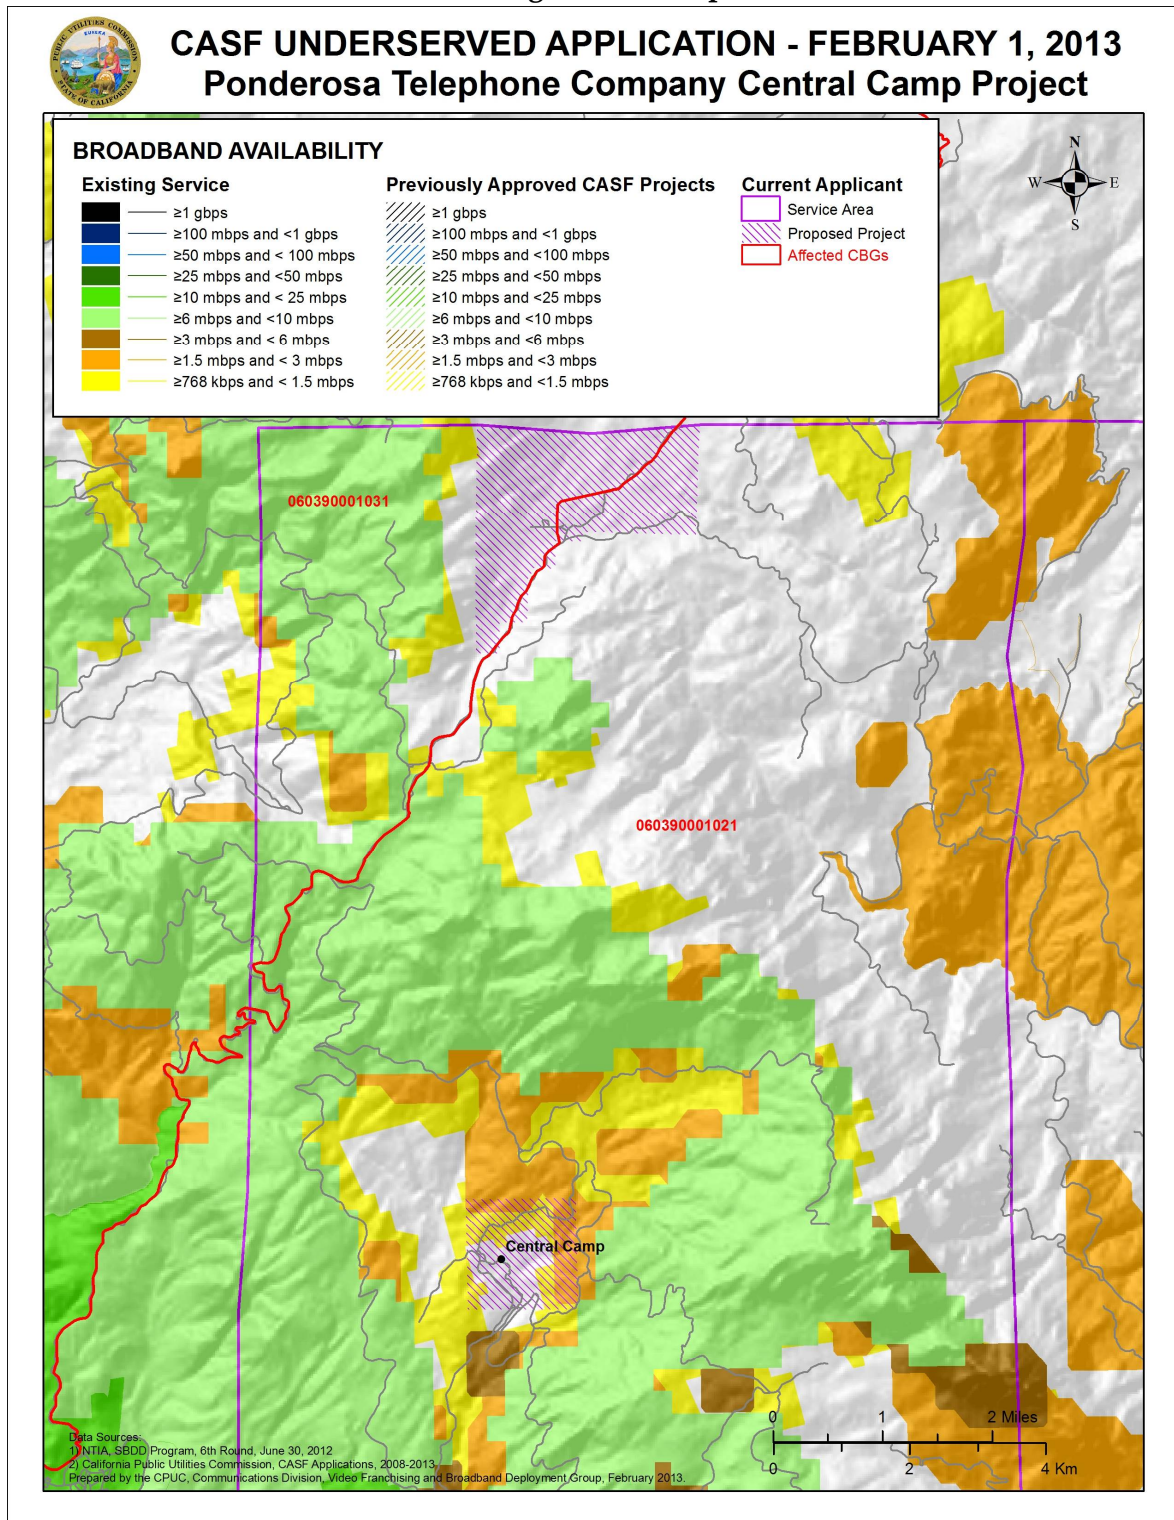 CASF UNDERSERVED APPLICATION - FEBRUARY 1, 2013
Ponderosa Telephone Company Central Camp Project
PUBLIC UTILITIES COMMISSION
EUREKA
STATE OF CALIFORNIA
BROADBAND AVAILABILITY
Existing Service
≥1 gbps
≥100 mbps and <1 gbps
≥50 mbps and < 100 mbps
≥25 mbps and <50 mbps
≥10 mbps and < 25 mbps
≥6 mbps and <10 mbps
≥3 mbps and < 6 mbps
≥1.5 mbps and < 3 mbps
≥768 kbps and < 1.5 mbps
Previously Approved CASF Projects
≥1 gbps
≥100 mbps and <1 gbps
≥50 mbps and <100 mbps
≥25 mbps and <50 mbps
≥10 mbps and <25 mbps
≥6 mbps and <10 mbps
≥3 mbps and <6 mbps
≥1.5 mbps and <3 mbps
≥768 kbps and <1.5 mbps
Current Applicant
Service Area
Proposed Project
Affected CBGs
N
W E
S
060390001031
060390001021
Central Camp
0 1 2 Miles
0 2 4 Km
Data Sources:
1) NTIA, SBDD Program, 6th Round, June 30, 2012
2) California Public Utilities Commission, CASF Applications, 2008-2013
Prepared by the CPUC, Communications Division, Video Franchising and Broadband Deployment Group, February 2013.